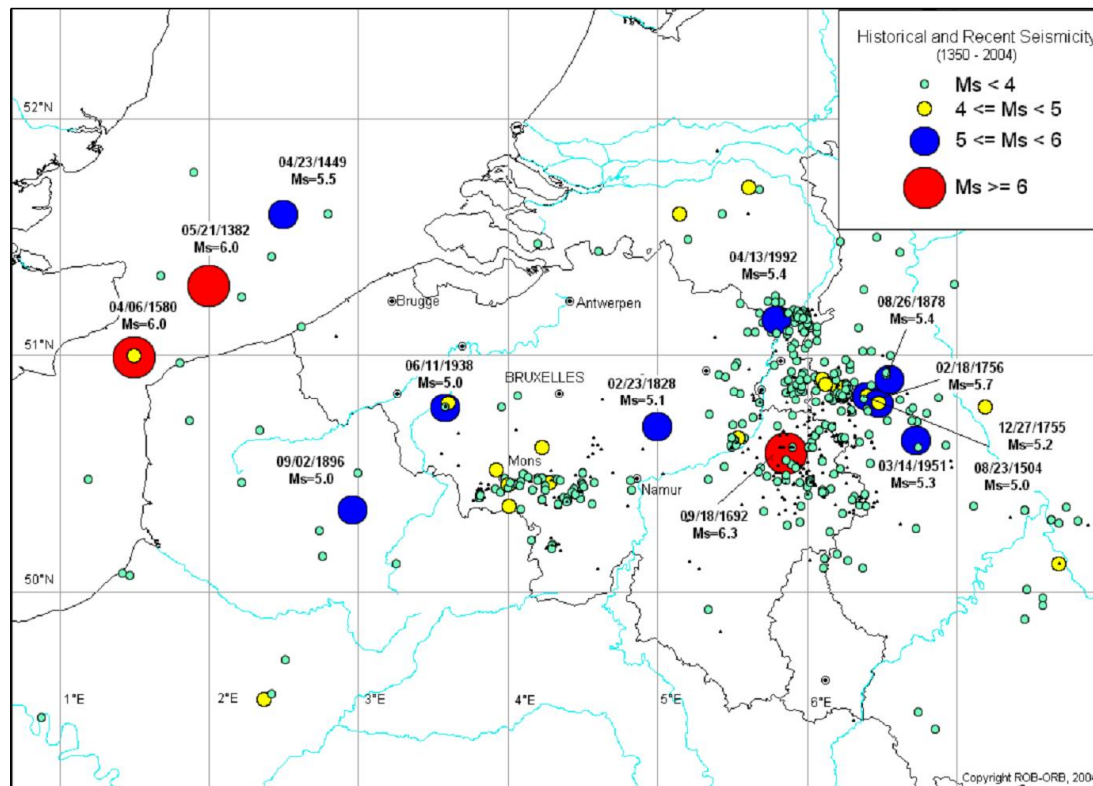 Historical and Recent Seismicity
(1350 - 2004)
Ms < 4
4 <= Ms < 5
5 <= Ms < 6
Ms >= 6
52°N
04/23/1449
Ms=5.5
05/21/1382
Ms=6.0
04/13/1992
Ms=5.4
04/06/1580
Ms=6.0
Brugge
Antwerpen
08/26/1878
Ms=5.4
51°N
06/11/1938
Ms=5.0
BRUXELLES
02/23/1828
Ms=5.1
02/18/1756
Ms=5.7
12/27/1755
Ms=5.2
09/02/1896
Ms=5.0
Mons
Namur
03/14/1951
Ms=5.3
08/23/1504
Ms=5.0
09/18/1692
Ms=6.3
50°N
1°E
2°E
3°E
4°E
5°E
6°E
Copyright ROB-ORB, 2004